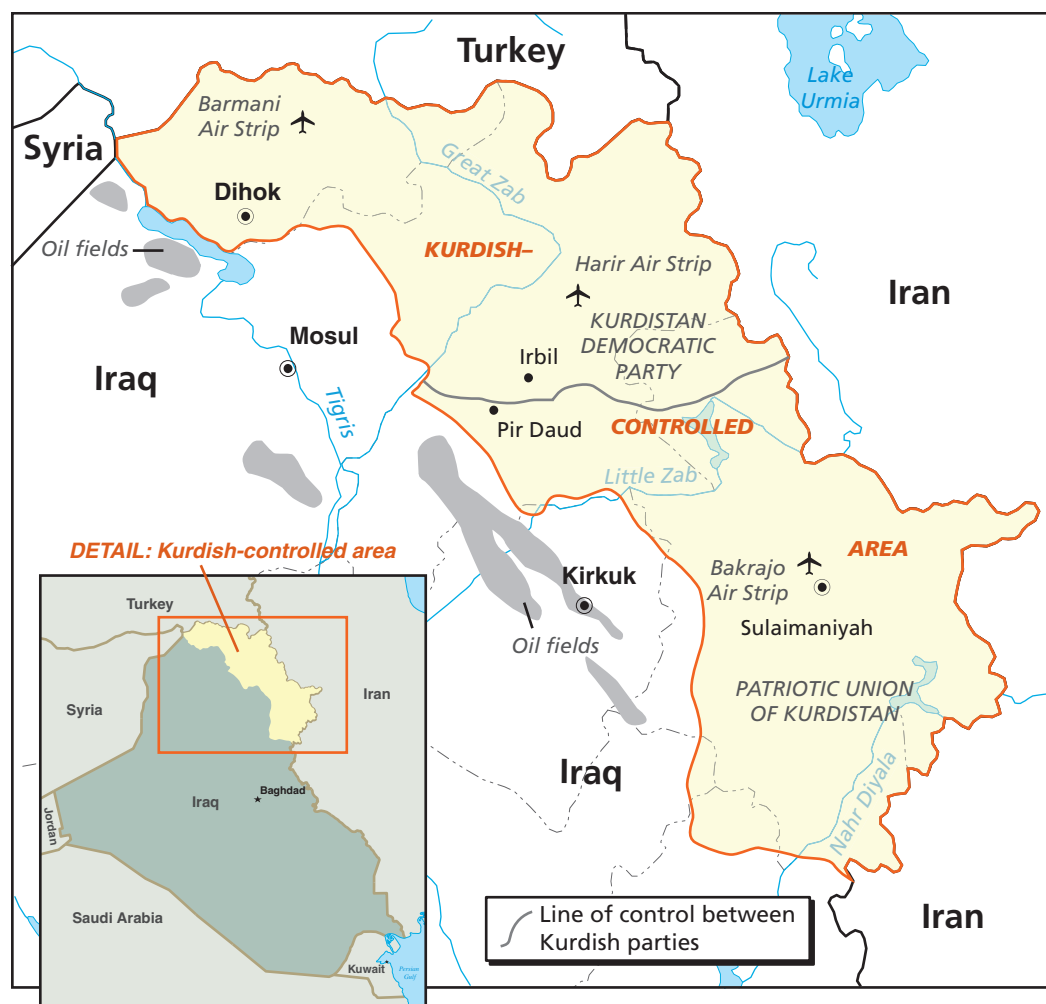 Turkey
Lake
Urmia
Barmani
Air Strip
Syria
Great Zab
Dihok
Oil fields
KURDISH–
Harir Air Strip
Iran
KURDISTAN
DEMOCRATIC
PARTY
Mosul
Irbil
Iraq
Tigris
Pir Daud
CONTROLLED
Little Zab
DETAIL: Kurdish-controlled area
AREA
Bakrajo
Air Strip
Kirkuk
Sulaimaniyah
Oil fields
PATRIOTIC UNION
OF KURDISTAN
Iraq
Nahr Diyala
Iran
Line of control between
Kurdish parties
Turkey
Syria
Iran
Iraq
Baghdad
Jordan
Saudi Arabia
Kuwait
Persian
Gulf